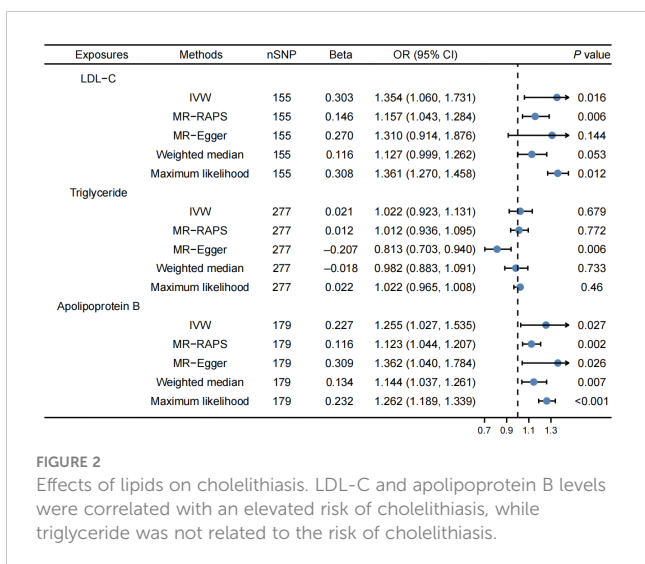 Exposures Methods nSNP Beta OR (95% CI) P value
LDL−C
IVW 155 0.303 1.354 (1.060, 1.731) 0.016
MR−RAPS 155 0.146 1.157 (1.043, 1.284) 0.006
MR−Egger 155 0.270 1.310 (0.914, 1.876) 0.144
Weighted median 155 0.116 1.127 (0.999, 1.262) 0.053
Maximum likelihood 155 0.308 1.361 (1.270, 1.458) 0.012
Triglyceride
IVW 277 0.021 1.022 (0.923, 1.131) 0.679
MR−RAPS 277 0.012 1.012 (0.936, 1.095) 0.772
MR−Egger 277 −0.207 0.813 (0.703, 0.940) 0.006
Weighted median 277 −0.018 0.982 (0.883, 1.091) 0.733
Maximum likelihood 277 0.022 1.022 (0.965, 1.008) 0.46
Apolipoprotein B
IVW 179 0.227 1.255 (1.027, 1.535) 0.027
MR−RAPS 179 0.116 1.123 (1.044, 1.207) 0.002
MR−Egger 179 0.309 1.362 (1.040, 1.784) 0.026
Weighted median 179 0.134 1.144 (1.037, 1.261) 0.007
Maximum likelihood 179 0.232 1.262 (1.189, 1.339) <0.001
0.7 0.9 1.1 1.3
FIGURE 2
Effects of lipids on cholelithiasis. LDL-C and apolipoprotein B levels
were correlated with an elevated risk of cholelithiasis, while
triglyceride was not related to the risk of cholelithiasis.